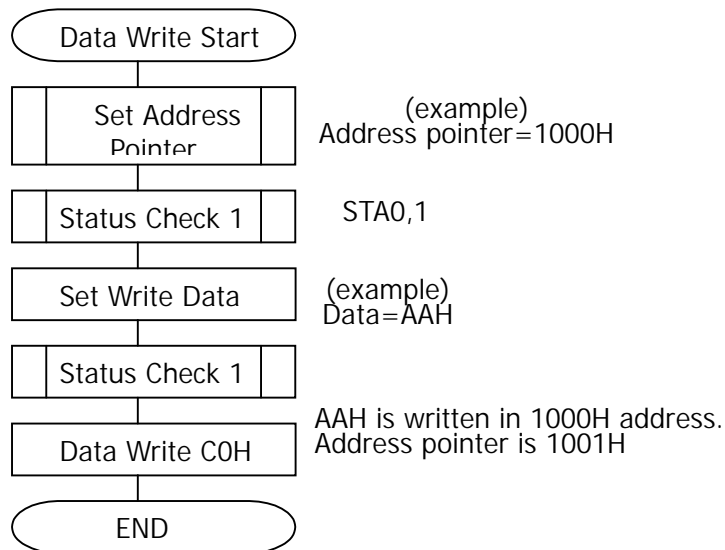 Data Write Start
Set Address
Pointer
(example)
Address pointer=1000H
Status Check 1
STA0,1
Set Write Data
(example)
Data=AAH
Status Check 1
Data Write C0H
AAH is written in 1000H address.
Address pointer is 1001H
END